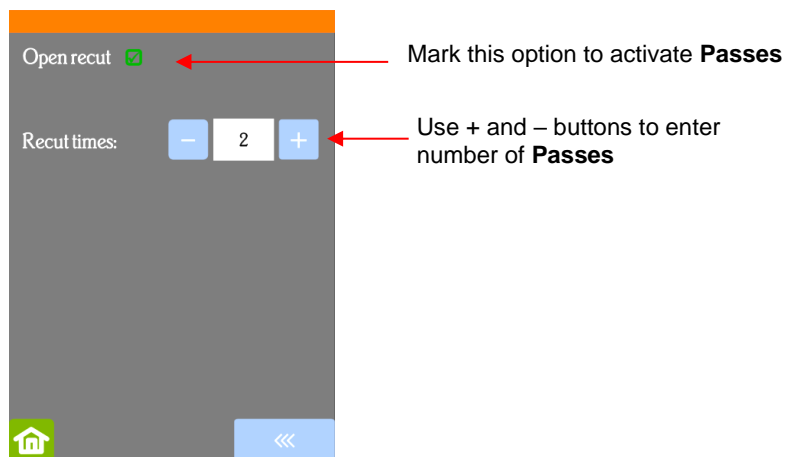 Open recut
Mark this option to activate Passes
Recut times:
− 2 +
Use + and – buttons to enter
number of Passes